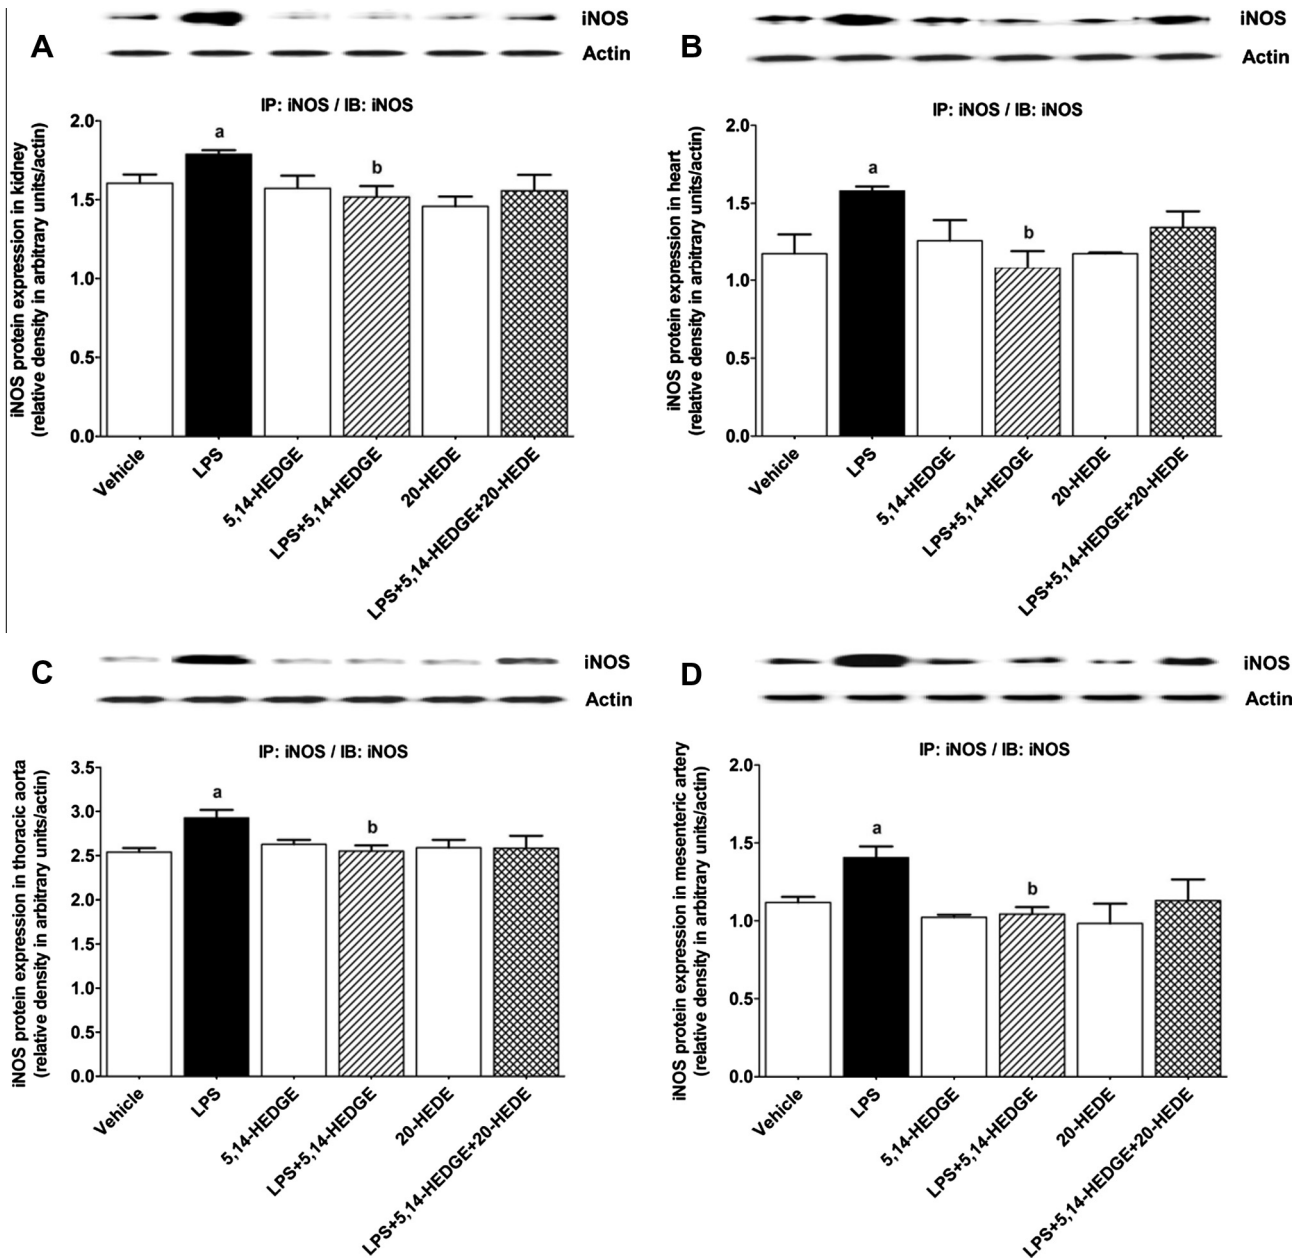 A
iNOS
Actin
IP: iNOS / IB: iNOS
iNOS protein expression in kidney
(relative density in arbitrary units/actin)
2.0
1.5
1.0
0.5
0.0
a
b
Vehicle
LPS
5,14-HEDGE
LPS+5,14-HEDGE
20-HEDE
LPS+5,14-HEDGE+20-HEDE
B
iNOS
Actin
IP: iNOS / IB: iNOS
iNOS protein expression in heart
(relative density in arbitrary units/actin)
2.0
1.5
1.0
0.5
0.0
a
b
Vehicle
LPS
5,14-HEDGE
LPS+5,14-HEDGE
20-HEDE
LPS+5,14-HEDGE+20-HEDE
C
iNOS
Actin
IP: iNOS / IB: iNOS
iNOS protein expression in thoracic aorta
(relative density in arbitrary units/actin)
3.5
3.0
2.5
2.0
1.5
1.0
0.5
0.0
a
b
Vehicle
LPS
5,14-HEDGE
LPS+5,14-HEDGE
20-HEDE
LPS+5,14-HEDGE+20-HEDE
D
iNOS
Actin
IP: iNOS / IB: iNOS
iNOS protein expression in mesenteric artery
(relative density in arbitrary units/actin)
2.0
1.5
1.0
0.5
0.0
a
b
Vehicle
LPS
5,14-HEDGE
LPS+5,14-HEDGE
20-HEDE
LPS+5,14-HEDGE+20-HEDE